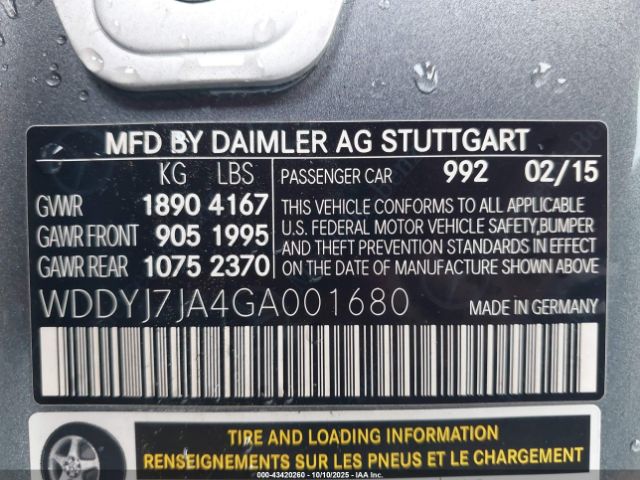 MFD BY DAIMLER AG STUTTGART
KG LBS
GVWR 1890 4167
GAWR FRONT 905 1995
GAWR REAR 1075 2370
PASSENGER CAR 992 02/15
THIS VEHICLE CONFORMS TO ALL APPLICABLE
U.S. FEDERAL MOTOR VEHICLE SAFETY,BUMPER
AND THEFT PREVENTION STANDARDS IN EFFECT
ON THE DATE OF MANUFACTURE SHOWN ABOVE.
WDDYJ7JA4GA001680
MADE IN GERMANY
TIRE AND LOADING INFORMATION
RENSEIGNEMENTS SUR LES PNEUS ET LE CHARGEMENT
000-43420260 - 10/10/2025 - IAA Inc.